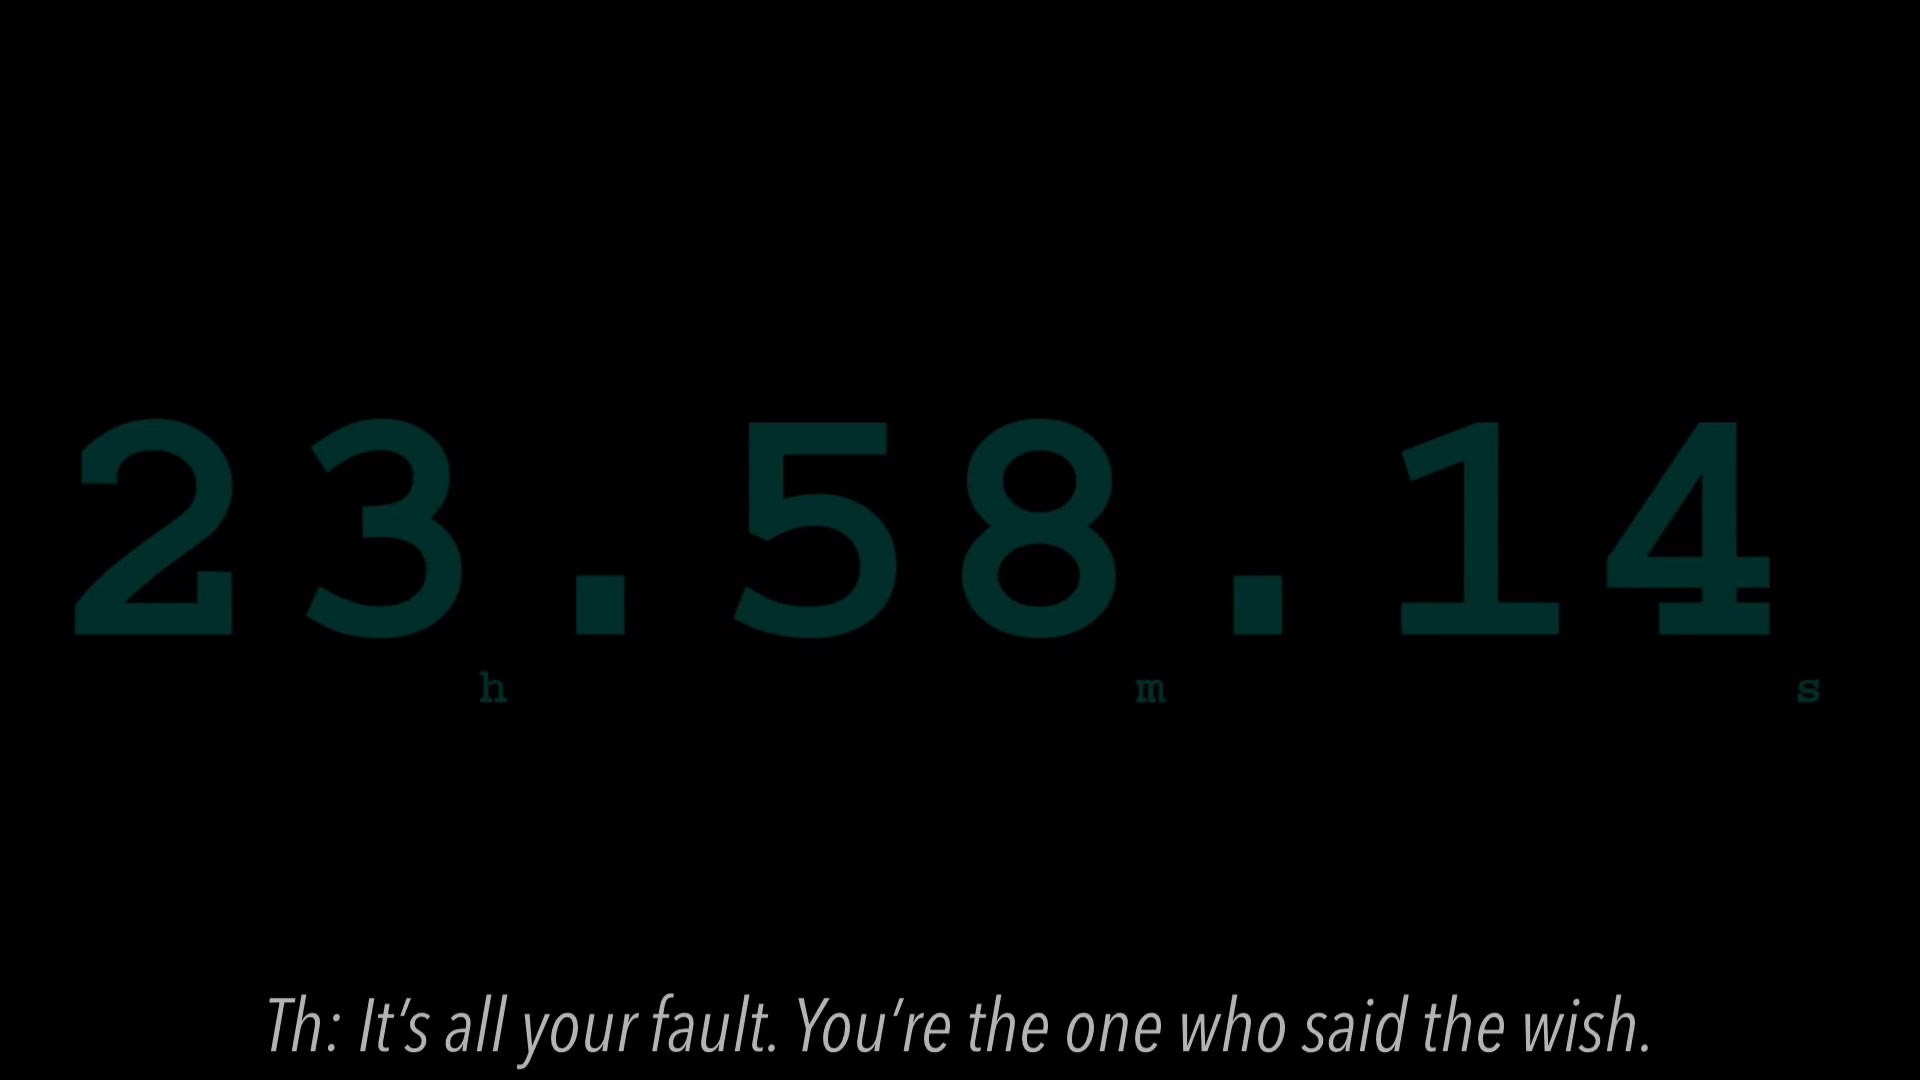 23.58.14
h m s
Th: It‘s all your fault. You‘re the one who said the wish.